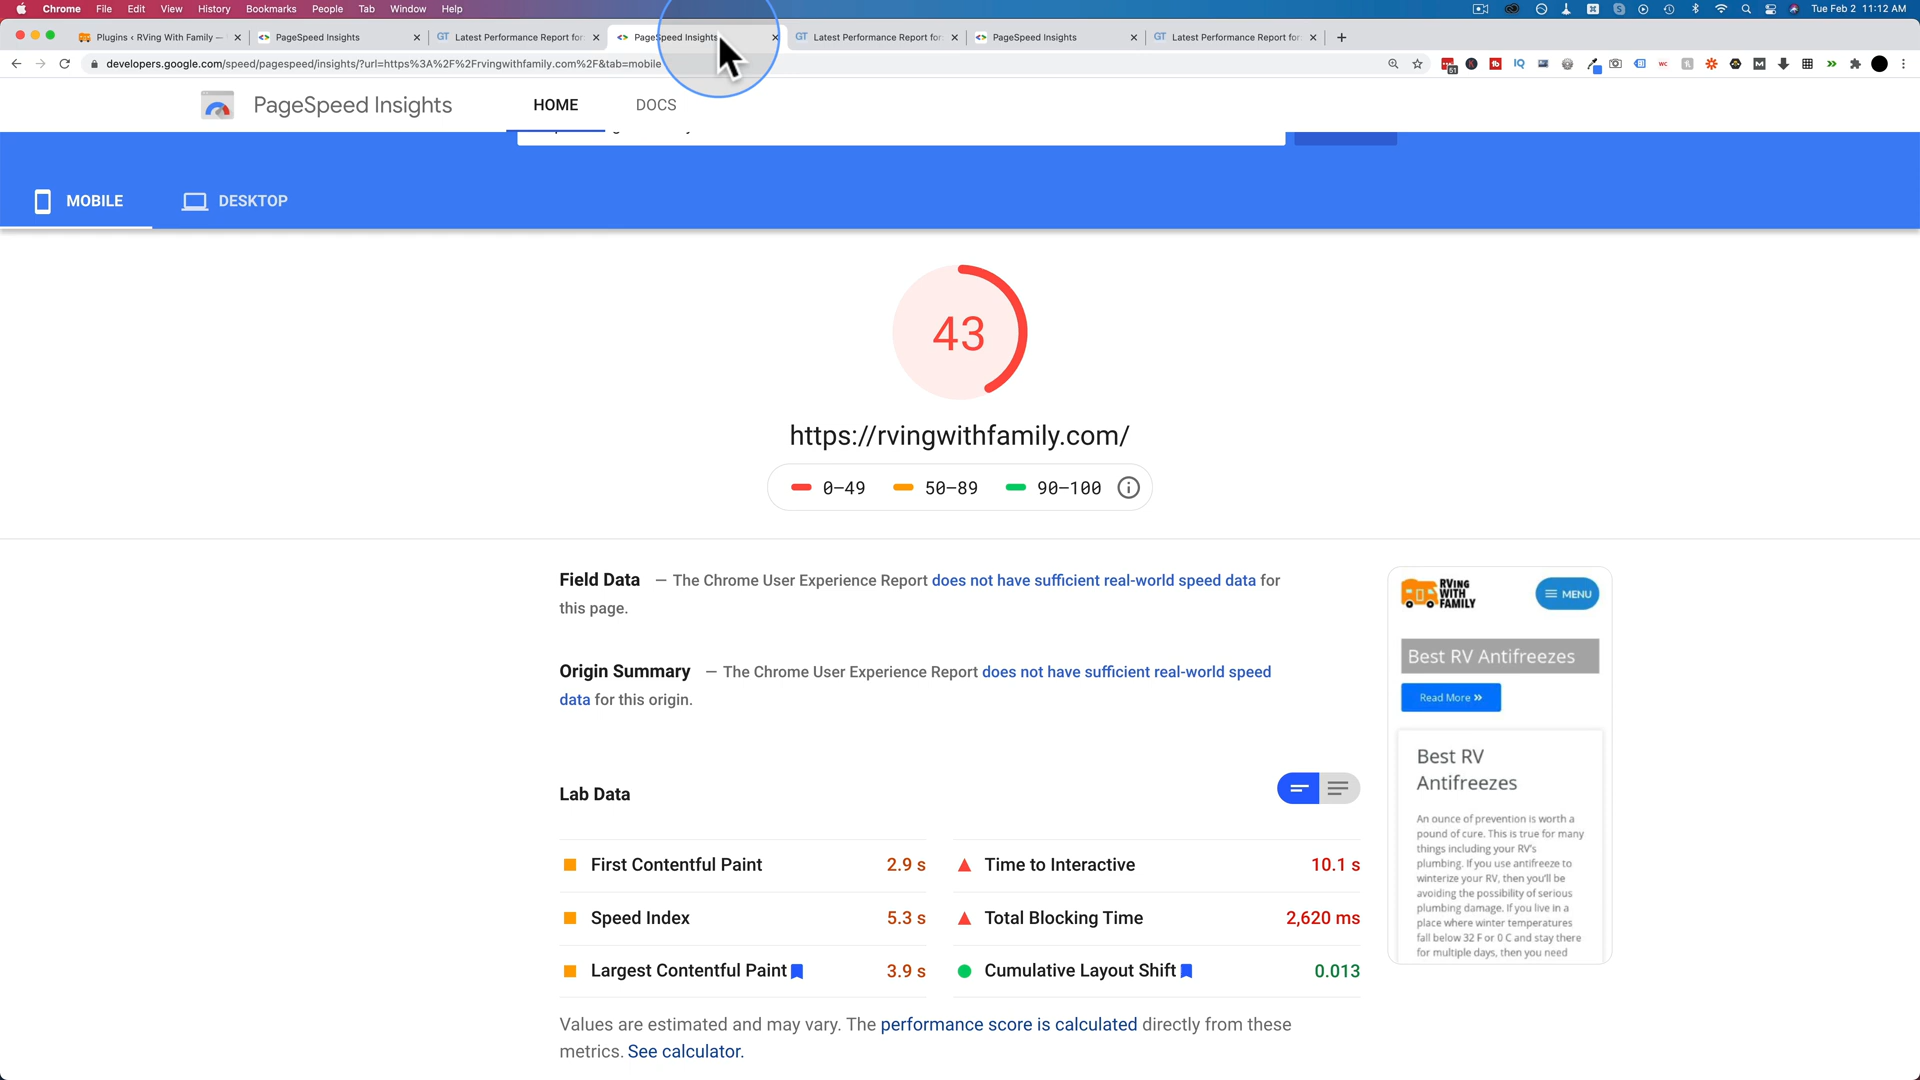 Chrome File Edit View History Bookmarks People Tab Window Help Tue Feb 2 11:12 AM
Plugins ‹ RVing With Family — PageSpeed Insights GT Latest Performance Report for PageSpeed Insights GT Latest Performance Report for PageSpeed Insights GT Latest Performance Report for
developers.google.com/speed/pagespeed/insights/?url=https%3A%2F%2Frvingwithfamily.com%2F&tab=mobile
PageSpeed Insights HOME DOCS
MOBILE DESKTOP
43
https://rvingwithfamily.com/
0–49 50–89 90–100
Field Data — The Chrome User Experience Report does not have sufficient real-world speed data for
this page.
Origin Summary — The Chrome User Experience Report does not have sufficient real-world speed
data for this origin.
Lab Data
First Contentful Paint 2.9 s
Time to Interactive 10.1 s
Speed Index 5.3 s
Total Blocking Time 2,620 ms
Largest Contentful Paint 3.9 s
Cumulative Layout Shift 0.013
Values are estimated and may vary. The performance score is calculated directly from these
metrics. See calculator.
RVING
WITH
FAMILY
MENU
Best RV Antifreezes
Read More »
Best RV
Antifreezes
An ounce of prevention is worth a
pound of cure. This is true for many
things including your RV's
plumbing. If you use antifreeze to
winterize your RV, then you'll be
avoiding the possibility of serious
plumbing damage. If you live in a
place where winter temperatures
fall below 32 F or 0 C and stay there
for multiple days, then you need